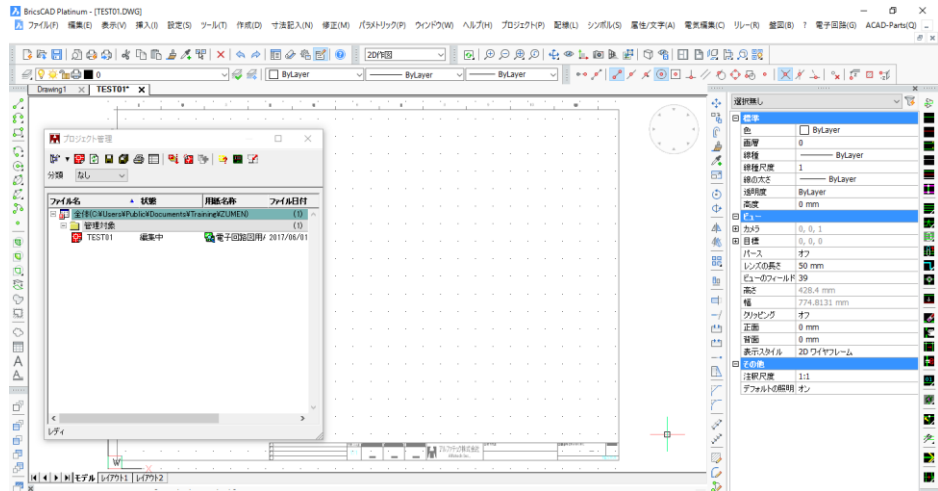 BricsCAD Platinum - [TEST01.DWG]
ファイル(F) 編集(E) 表示(V) 挿入(I) 設定(S) ツール(T) 作成(D) 寸法記入(N) 修正(M) パラメトリック(P) ウィンドウ(W) ヘルプ(H) プロジェクト(P) 配線(L) シンボル(S) 属性/文字(A) 電気編集(C) リレー(R) 盤図(B) ? 電子回路(G) ACAD-Parts(Q)
2D作図
0 ByLayer ByLayer ByLayer
Drawing1 TEST01*
選択無し
プロジェクト管理
分類 なし
ファイル名 状態 用紙名称 ファイル日付
全体(C¥Users¥Public¥Documents¥Training¥ZUMEN) (1)
管理対象 (1)
TEST01 編集中 電子回路図用/ 2017/06/01
レディ
標準
色 ByLayer
画層 0
線種 ByLayer
線種尺度 1
線の太さ ByLayer
透明度 ByLayer
高度 0 mm
ビュー
カメラ 0, 0, 1
目標 0, 0, 0
パース オフ
レンズの長さ 50 mm
ビューのフィールド 39
高さ 428.4 mm
幅 774.8131 mm
クリッピング オフ
正面 0 mm
背面 0 mm
表示スタイル 2D ワイヤフレーム
その他
注釈尺度 1:1
デフォルトの照明 オン
アルファテック株式会社
W
X
モデル レイアウト1 レイアウト2